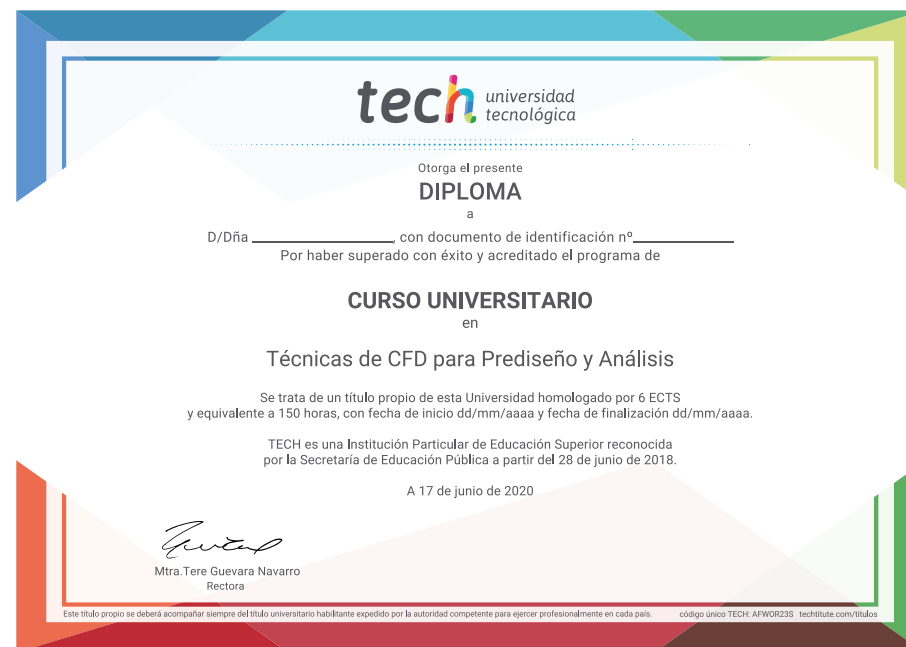 tech universidad
tecnológica
Otorga el presente
DIPLOMA
a
D/Dña ____________________, con documento de identificación nº______________
Por haber superado con éxito y acreditado el programa de
CURSO UNIVERSITARIO
en
Técnicas de CFD para Prediseño y Análisis
Se trata de un título propio de esta Universidad homologado por 6 ECTS
y equivalente a 150 horas, con fecha de inicio dd/mm/aaaa y fecha de finalización dd/mm/aaaa.
TECH es una Institución Particular de Educación Superior reconocida
por la Secretaría de Educación Pública a partir del 28 de junio de 2018.
A 17 de junio de 2020
Mtra.Tere Guevara Navarro
Rectora
Este título propio se deberá acompañar siempre del título universitario habilitante expedido por la autoridad competente para ejercer profesionalmente en cada país. código único TECH: AFWOR23S techtitute.com/títulos